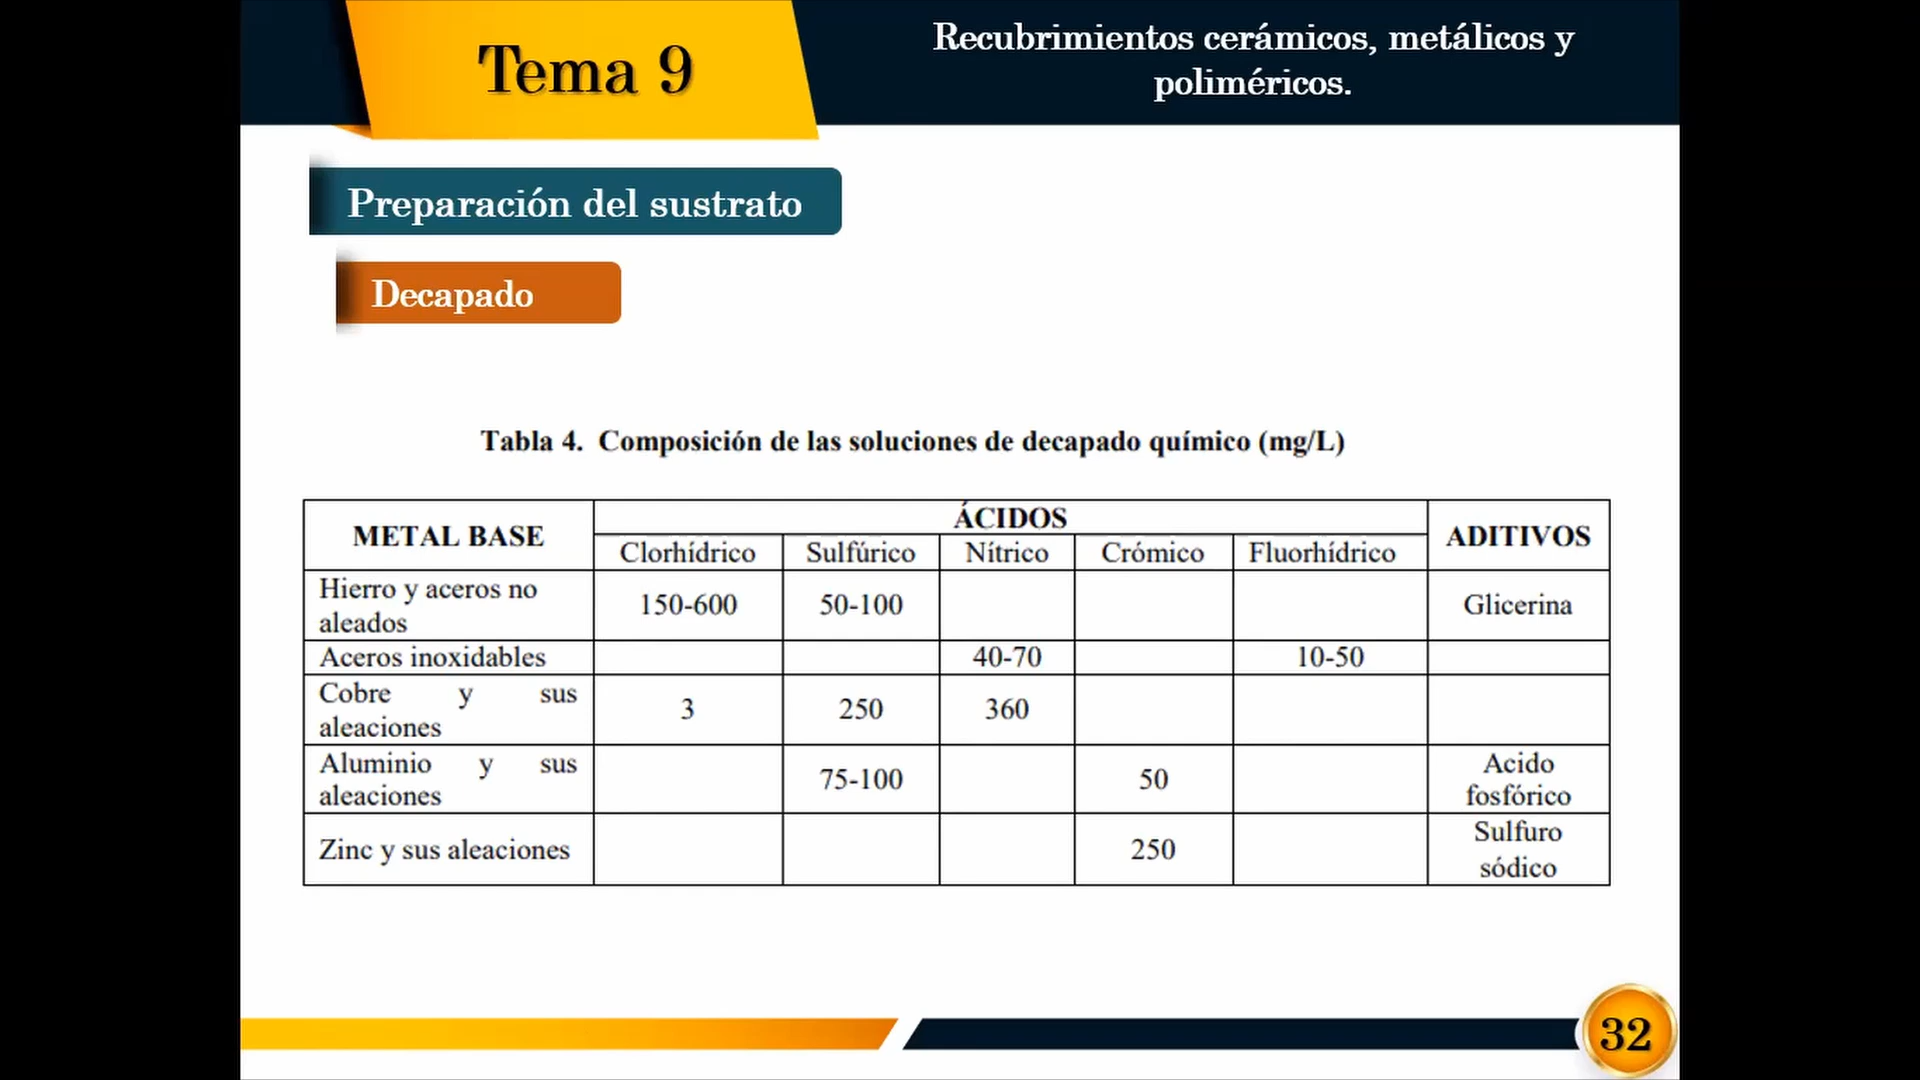 Tema 9
Recubrimientos cerámicos, metálicos y
poliméricos.
Preparación del sustrato
Decapado
Tabla 4. Composición de las soluciones de decapado químico (mg/L)
METAL BASE ÁCIDOS ADITIVOS
Clorhídrico Sulfúrico Nítrico Crómico Fluorhídrico
Hierro y aceros no
aleados
150-600 50-100 Glicerina
Aceros inoxidables 40-70 10-50
Cobre y sus
aleaciones
3 250 360
Aluminio y sus
aleaciones
75-100 50 Acido
fosfórico
Zinc y sus aleaciones 250 Sulfuro
sódico
32